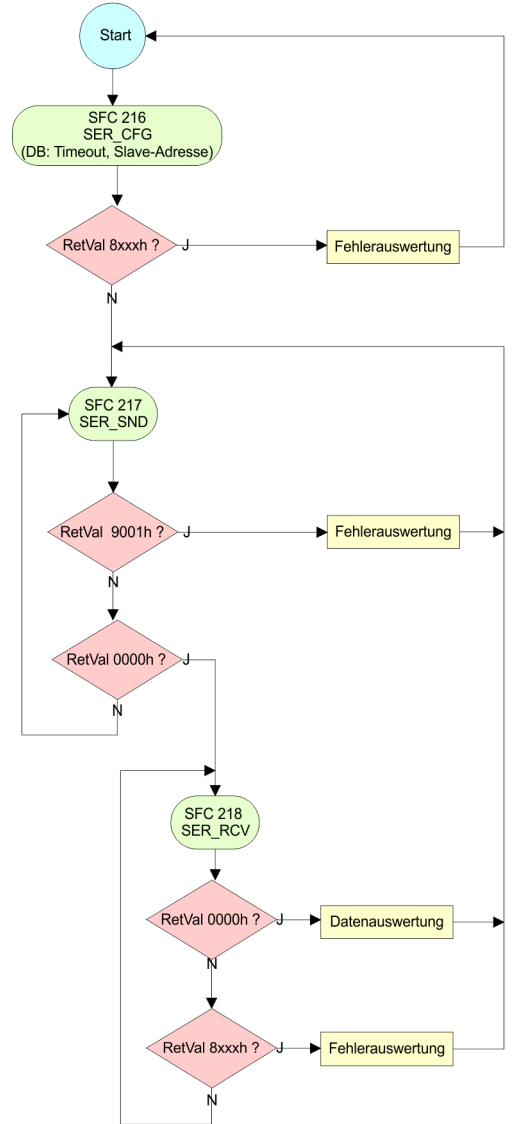 Start
SFC 216
SER_CFG
(DB: Timeout, Slave-Adresse)
RetVal 8xxxh ?
J
Fehlerauswertung
N
SFC 217
SER_SND
RetVal 9001h ?
J
Fehlerauswertung
N
RetVal 0000h ?
J
N
SFC 218
SER_RCV
RetVal 0000h ?
J
Datenauswertung
N
RetVal 8xxxh ?
J
Fehlerauswertung
N